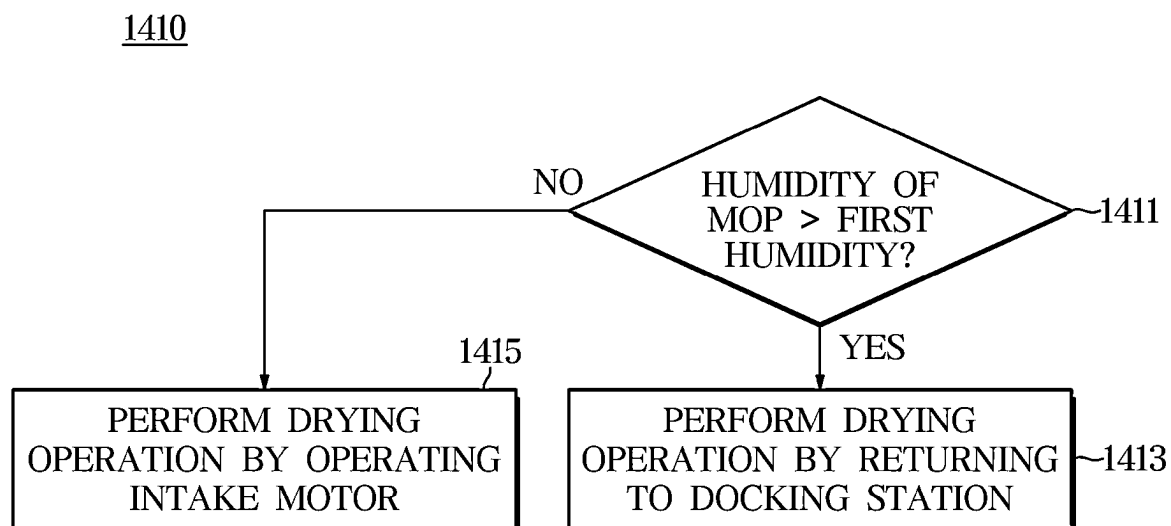 1410
NO
HUMIDITY OF
MOP > FIRST
HUMIDITY?
1411
YES
1415
PERFORM DRYING
OPERATION BY OPERATING
INTAKE MOTOR
PERFORM DRYING
OPERATION BY RETURNING
TO DOCKING STATION
1413